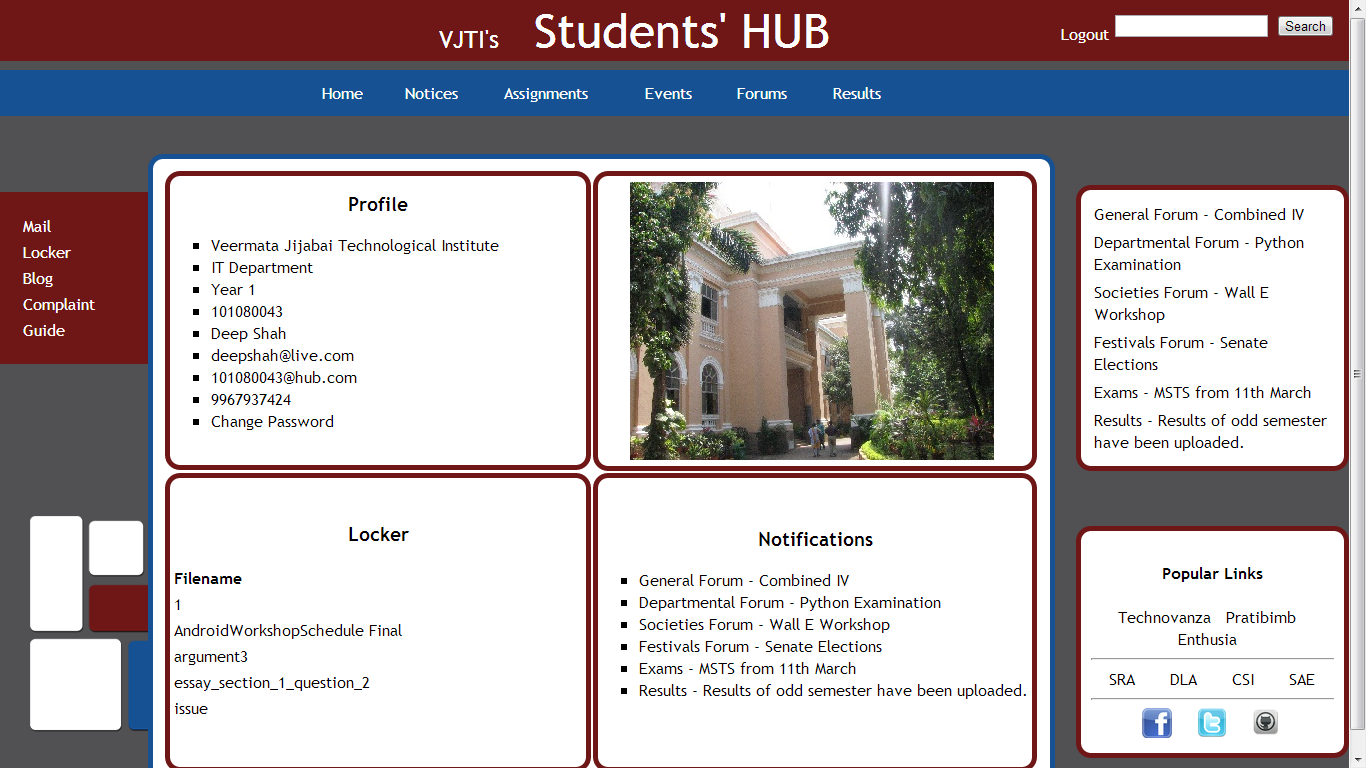 VJTI's Students' HUB
Logout
Search
Home Notices Assignments Events Forums Results
Mail
Locker
Blog
Complaint
Guide
Profile
Veermata Jijabai Technological Institute
IT Department
Year 1
101080043
Deep Shah
deepshah@live.com
101080043@hub.com
9967937424
Change Password
Locker
Filename
1
AndroidWorkshopSchedule Final
argument3
essay_section_1_question_2
issue
Notifications
General Forum - Combined IV
Departmental Forum - Python Examination
Societies Forum - Wall E Workshop
Festivals Forum - Senate Elections
Exams - MSTS from 11th March
Results - Results of odd semester have been uploaded.
General Forum - Combined IV
Departmental Forum - Python
Examination
Societies Forum - Wall E
Workshop
Festivals Forum - Senate
Elections
Exams - MSTS from 11th March
Results - Results of odd semester
have been uploaded.
Popular Links
Technovanza Pratibimb
Enthusia
SRA DLA CSI SAE